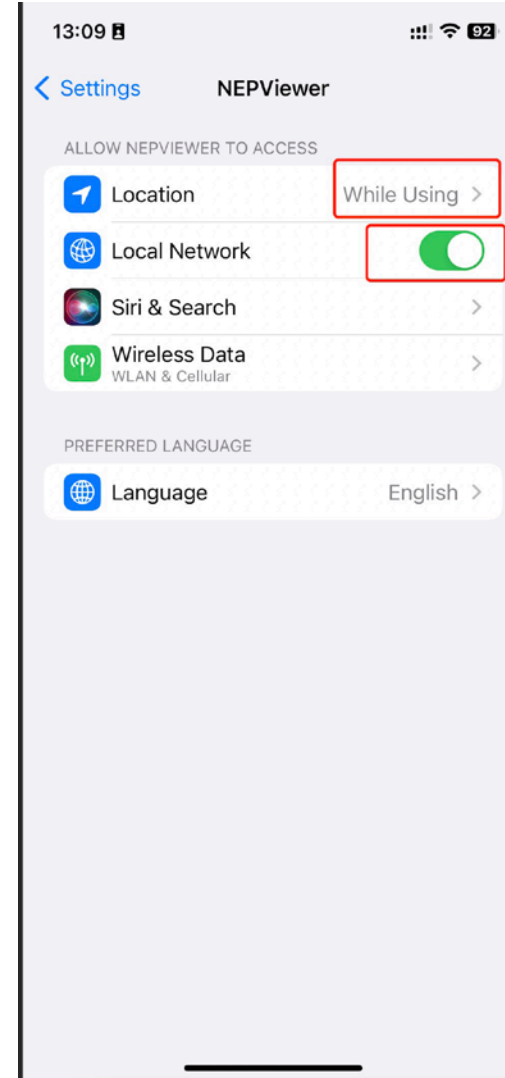 13:09
92
Settings
NEPViewer
ALLOW NEPVIEWER TO ACCESS
Location
While Using
Local Network
Siri & Search
Wireless Data
WLAN & Cellular
PREFERRED LANGUAGE
Language
English